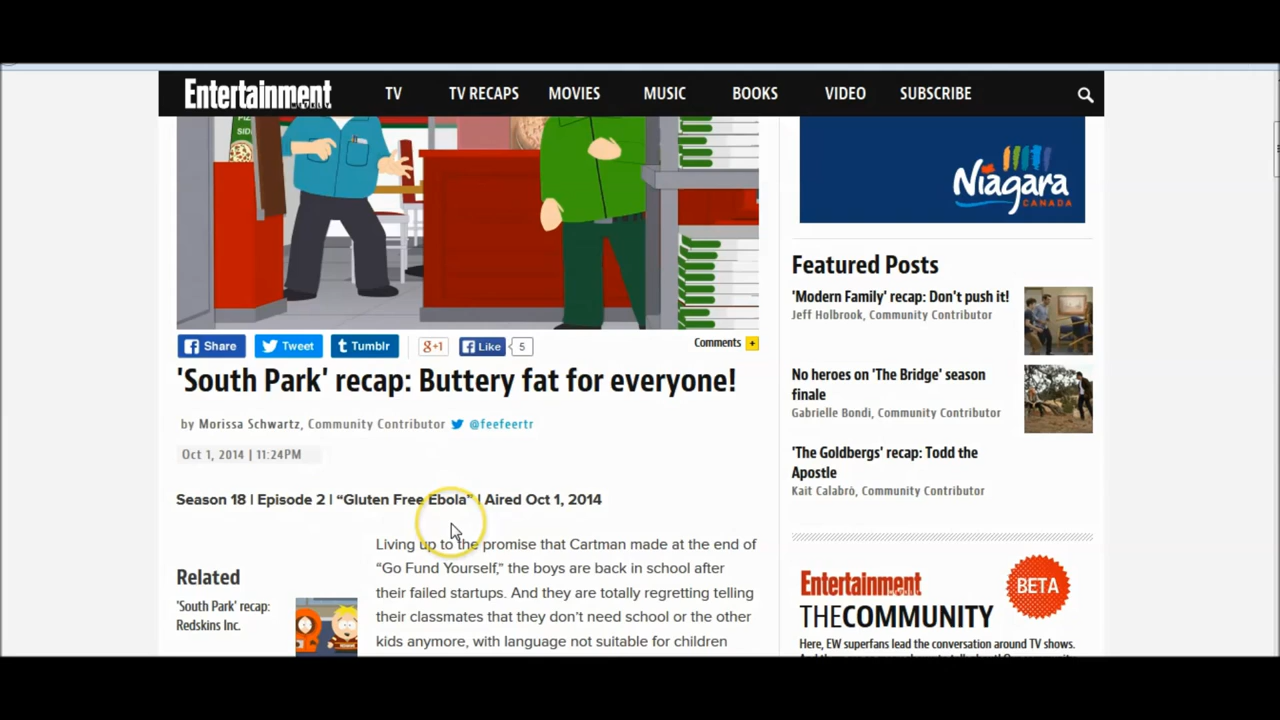 Entertainment WEEKLY
TV TV RECAPS MOVIES MUSIC BOOKS VIDEO SUBSCRIBE
Niagara
CANADA
Share Tweet Tumblr g+1 Like 5
Comments +
'South Park' recap: Buttery fat for everyone!
by Morissa Schwartz, Community Contributor @feefeertr
Oct 1, 2014 | 11:24PM
Season 18 | Episode 2 | “Gluten Free Ebola” | Aired Oct 1, 2014
Related
'South Park' recap:
Redskins Inc.
Living up to the promise that Cartman made at the end of
“Go Fund Yourself,” the boys are back in school after
their failed startups. And they are totally regretting telling
their classmates that they don’t need school or the other
kids anymore, with language not suitable for children
Featured Posts
'Modern Family' recap: Don't push it!
Jeff Holbrook, Community Contributor
No heroes on 'The Bridge' season
finale
Gabrielle Bondi, Community Contributor
'The Goldbergs' recap: Todd the
Apostle
Kait Calabrò, Community Contributor
Entertainment
THECOMMUNITY
BETA
Here, EW superfans lead the conversation around TV shows.